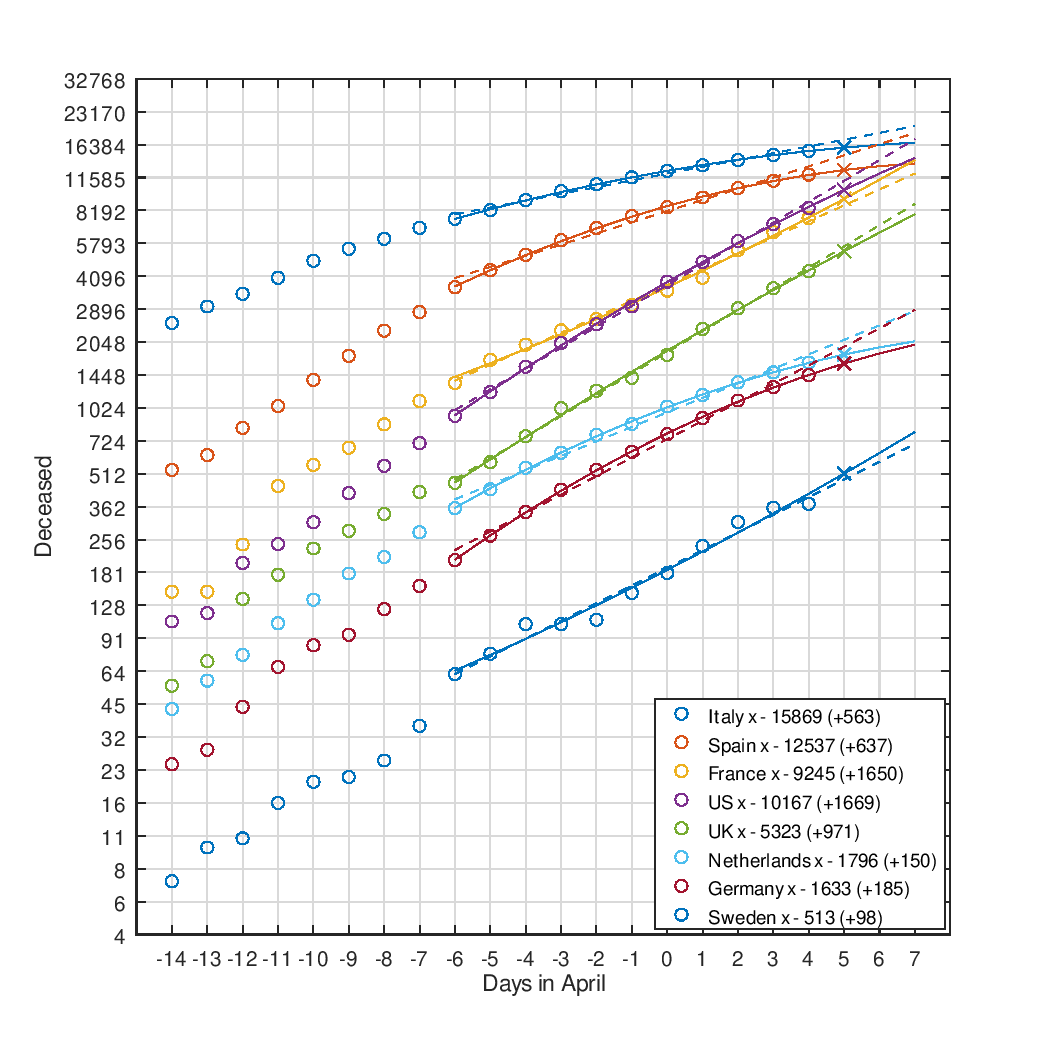 32768
23170
16384
11585
8192
5793
4096
2896
2048
1448
1024
724
512
362
256
181
128
91
64
45
32
23
16
11
8
6
4
Deceased
Italy x - 15869 (+563)
Spain x - 12537 (+637)
France x - 9245 (+1650)
US x - 10167 (+1669)
UK x - 5323 (+971)
Netherlands x - 1796 (+150)
Germany x - 1633 (+185)
Sweden x - 513 (+98)
-14 -13 -12 -11 -10 -9 -8 -7 -6 -5 -4 -3 -2 -1 0 1 2 3 4 5 6 7
Days in April